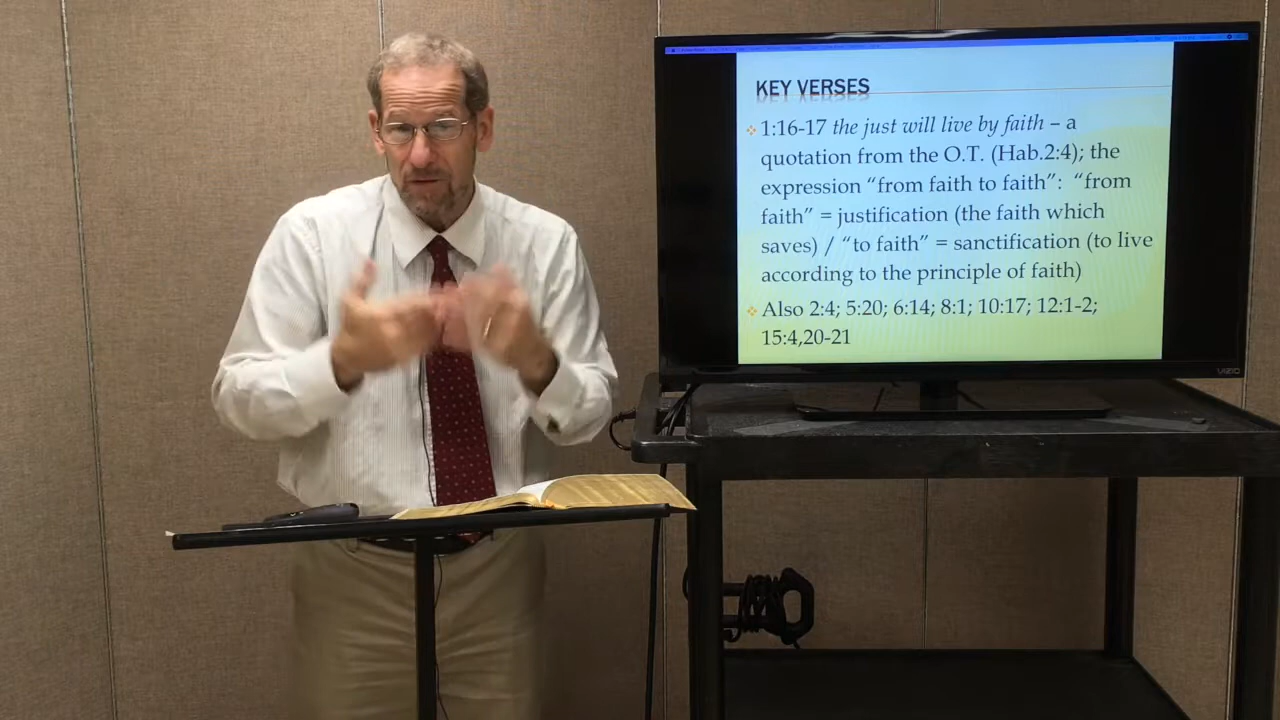 KEY VERSES
1:16-17 the just will live by faith – a
quotation from the O.T. (Hab.2:4); the
expression “from faith to faith”: “from
faith” = justification (the faith which
saves) / “to faith” = sanctification (to live
according to the principle of faith)
Also 2:4; 5:20; 6:14; 8:1; 10:17; 12:1-2;
15:4,20-21
VIZIO